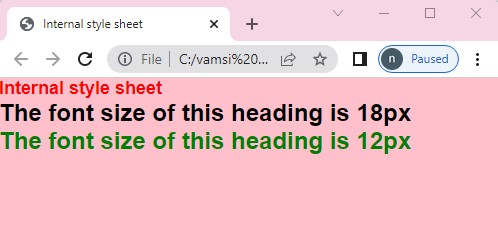 Internal style sheet
File
C:/vamsi%20...
n
Paused
Internal style sheet
The font size of this heading is 18px
The font size of this heading is 12px